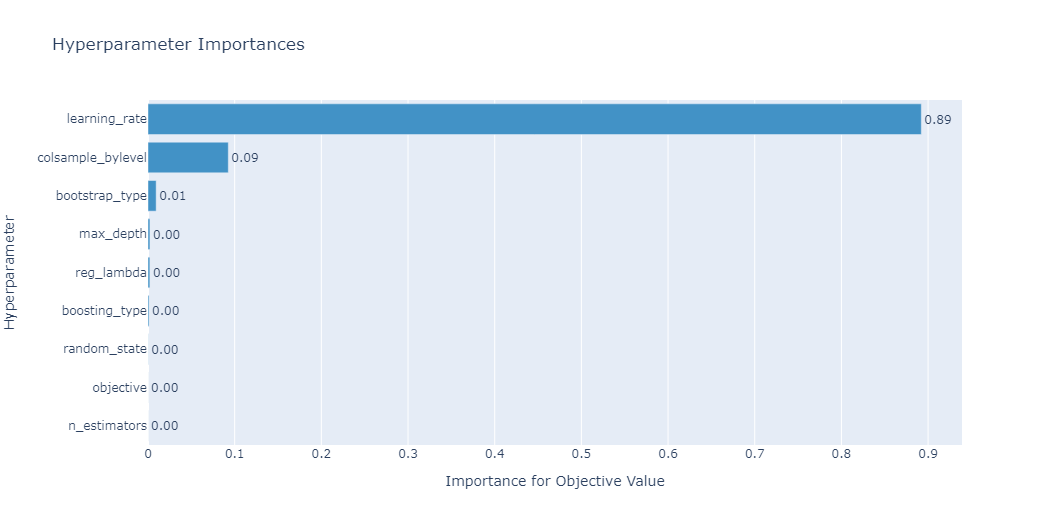 Hyperparameter Importances
learning_rate 0.89
colsample_bylevel 0.09
bootstrap_type 0.01
max_depth 0.00
reg_lambda 0.00
boosting_type 0.00
random_state 0.00
objective 0.00
n_estimators 0.00
Hyperparameter
0 0.1 0.2 0.3 0.4 0.5 0.6 0.7 0.8 0.9
Importance for Objective Value